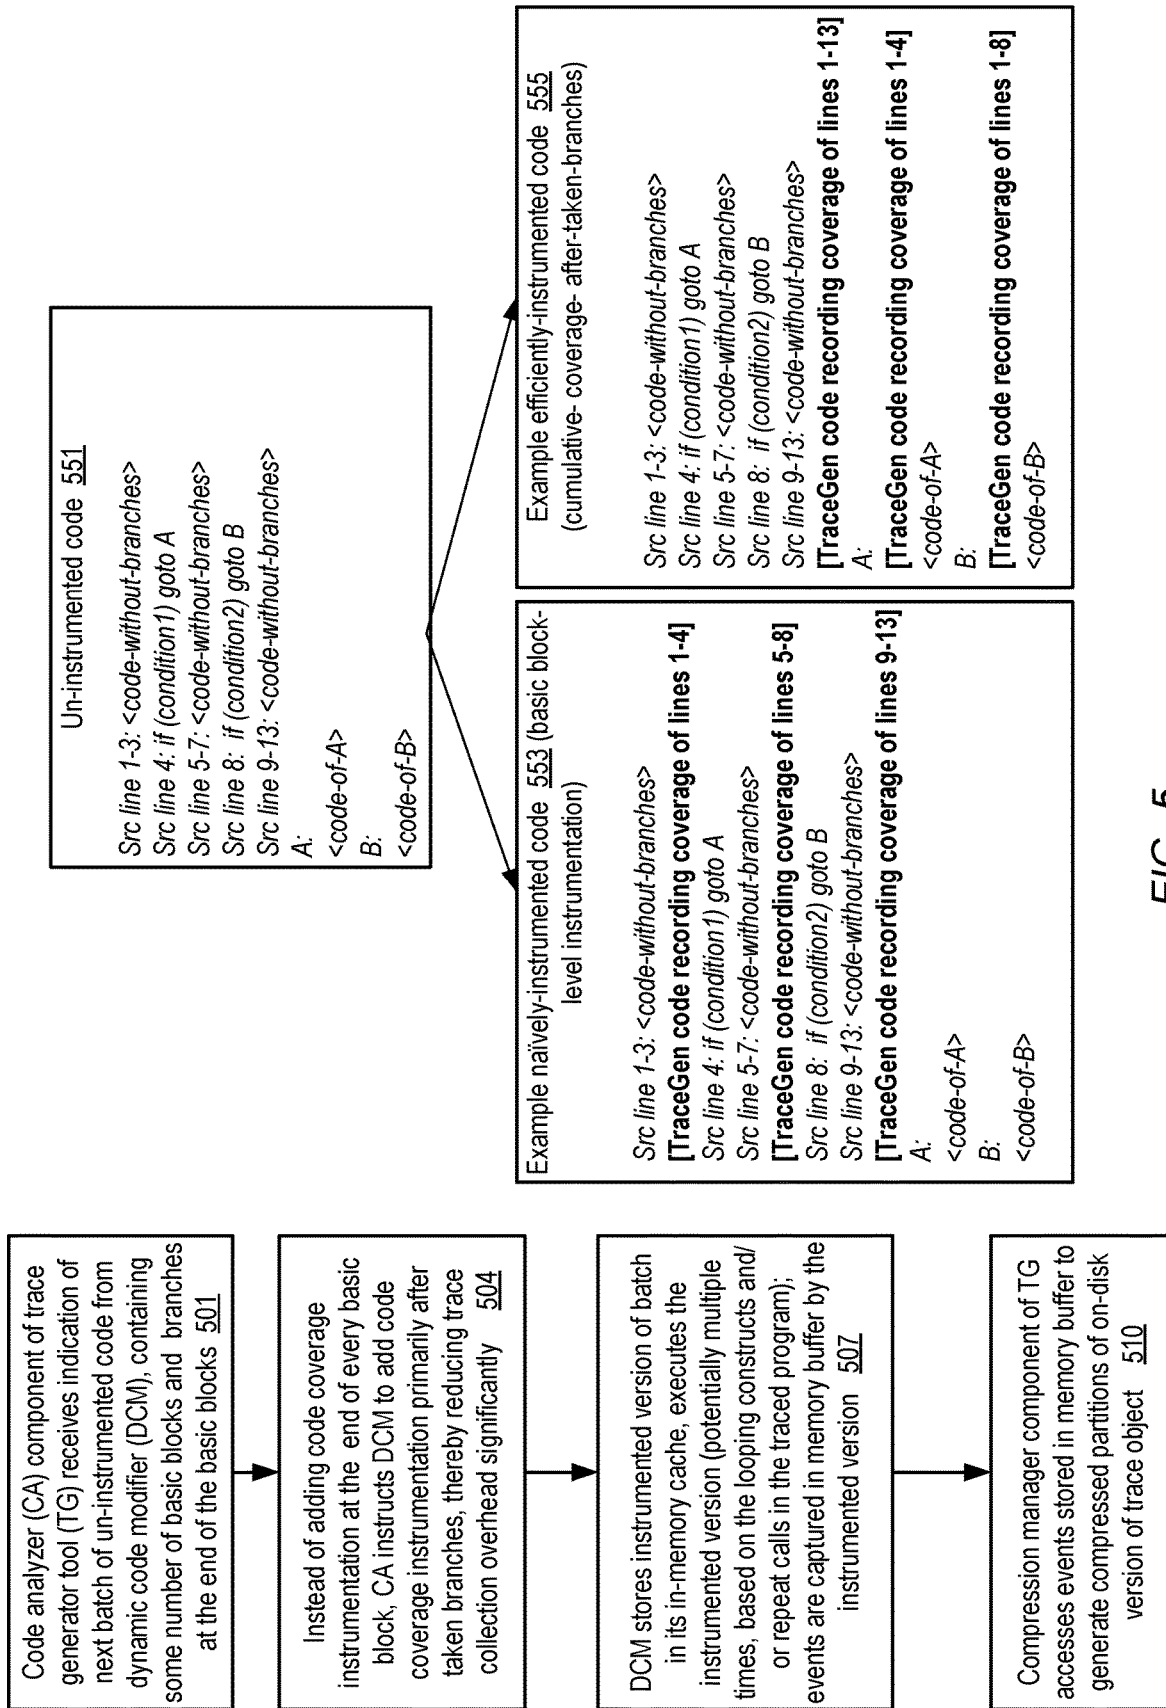 Code analyzer (CA) component of trace
generator tool (TG) receives indication of
next batch of un-instrumented code from
dynamic code modifier (DCM), containing
some number of basic blocks and branches
at the end of the basic blocks 501
Instead of adding code coverage
instrumentation at the end of every basic
block, CA instructs DCM to add code
coverage instrumentation primarily after
taken branches, thereby reducing trace
collection overhead significantly 504
DCM stores instrumented version of batch
in its in-memory cache, executes the
instrumented version (potentially multiple
times, based on the looping constructs and/
or repeat calls in the traced program);
events are captured in memory buffer by the
instrumented version 507
Compression manager component of TG
accesses events stored in memory buffer to
generate compressed partitions of on-disk
version of trace object 510
Un-instrumented code 551
Src line 1-3: <code-without-branches>
Src line 4: if (condition1) goto A
Src line 5-7: <code-without-branches>
Src line 8: if (condition2) goto B
Src line 9-13: <code-without-branches>
A:
<code-of-A>
B:
<code-of-B>
Example naïvely-instrumented code 553 (basic block-
level instrumentation)
Src line 1-3: <code-without-branches>
[TraceGen code recording coverage of lines 1-4]
Src line 4: if (condition1) goto A
Src line 5-7: <code-without-branches>
[TraceGen code recording coverage of lines 5-8]
Src line 8: if (condition2) goto B
Src line 9-13: <code-without-branches>
[TraceGen code recording coverage of lines 9-13]
A:
<code-of-A>
B:
<code-of-B>
Example efficiently-instrumented code 555
(cumulative- coverage- after-taken-branches)
Src line 1-3: <code-without-branches>
Src line 4: if (condition1) goto A
Src line 5-7: <code-without-branches>
Src line 8: if (condition2) goto B
Src line 9-13: <code-without-branches>
[TraceGen code recording coverage of lines 1-13]
A:
[TraceGen code recording coverage of lines 1-4]
<code-of-A>
B:
[TraceGen code recording coverage of lines 1-8]
<code-of-B>
FIG. 5